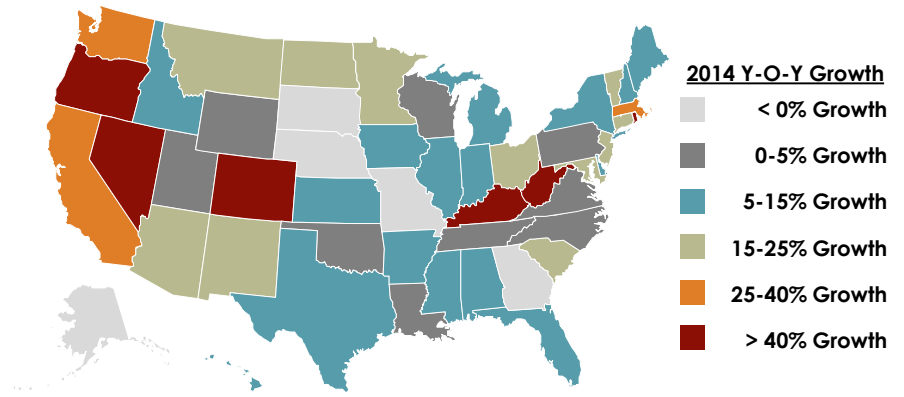 2014 Y-O-Y Growth
< 0% Growth
0-5% Growth
5-15% Growth
15-25% Growth
25-40% Growth
> 40% Growth